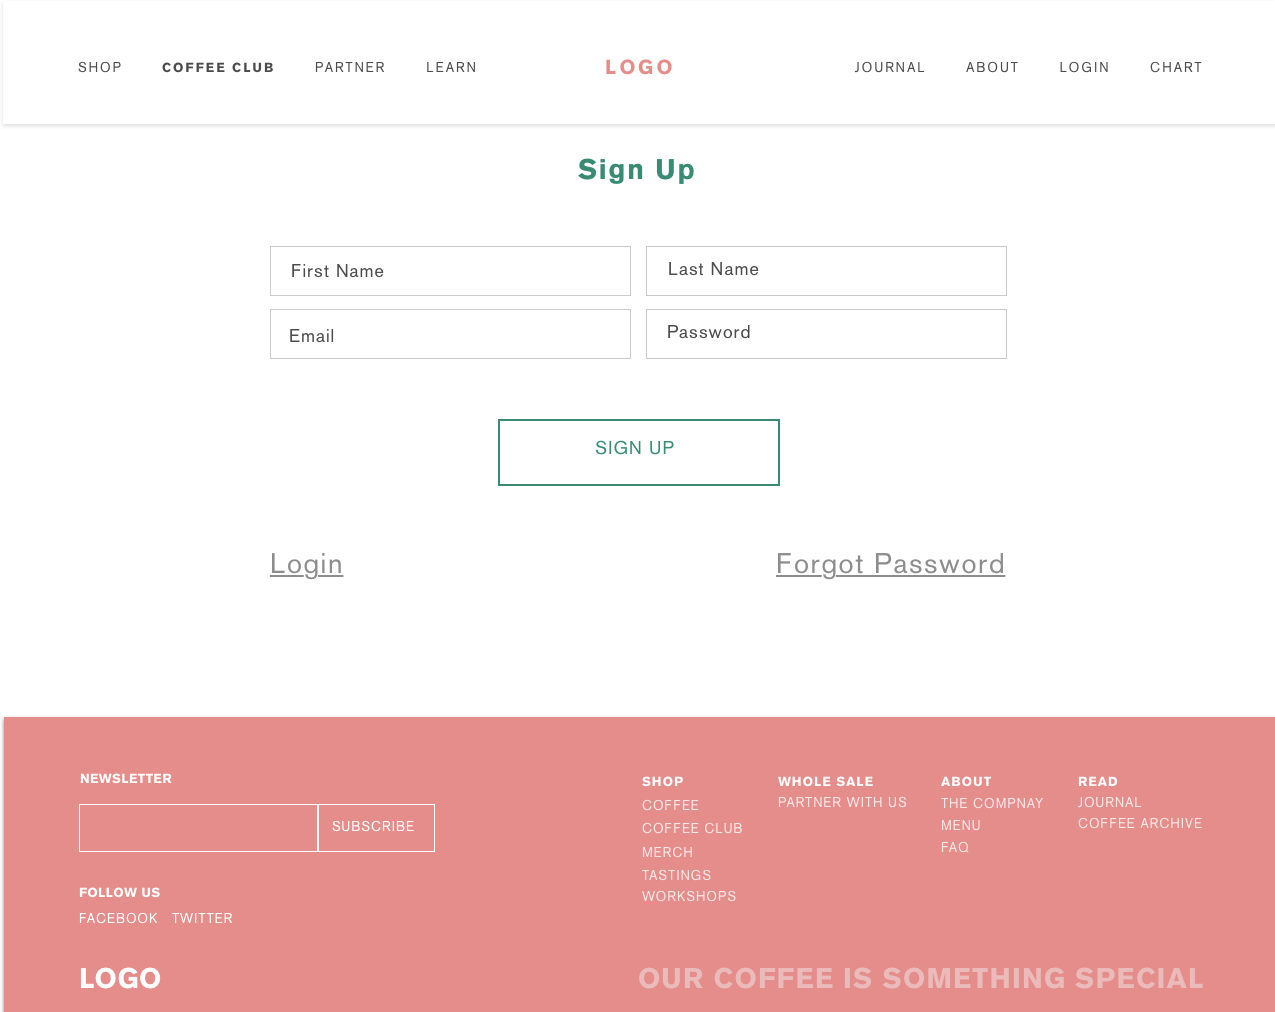 SHOP COFFEE CLUB PARTNER LEARN LOGO JOURNAL ABOUT LOGIN CHART
Sign Up
First Name Last Name
Email Password
SIGN UP
Login Forgot Password
NEWSLETTER
SUBSCRIBE
FOLLOW US
FACEBOOK TWITTER
LOGO
SHOP
COFFEE
COFFEE CLUB
MERCH
TASTINGS
WORKSHOPS
WHOLE SALE
PARTNER WITH US
ABOUT
THE COMPNAY
MENU
FAQ
READ
JOURNAL
COFFEE ARCHIVE
OUR COFFEE IS SOMETHING SPECIAL